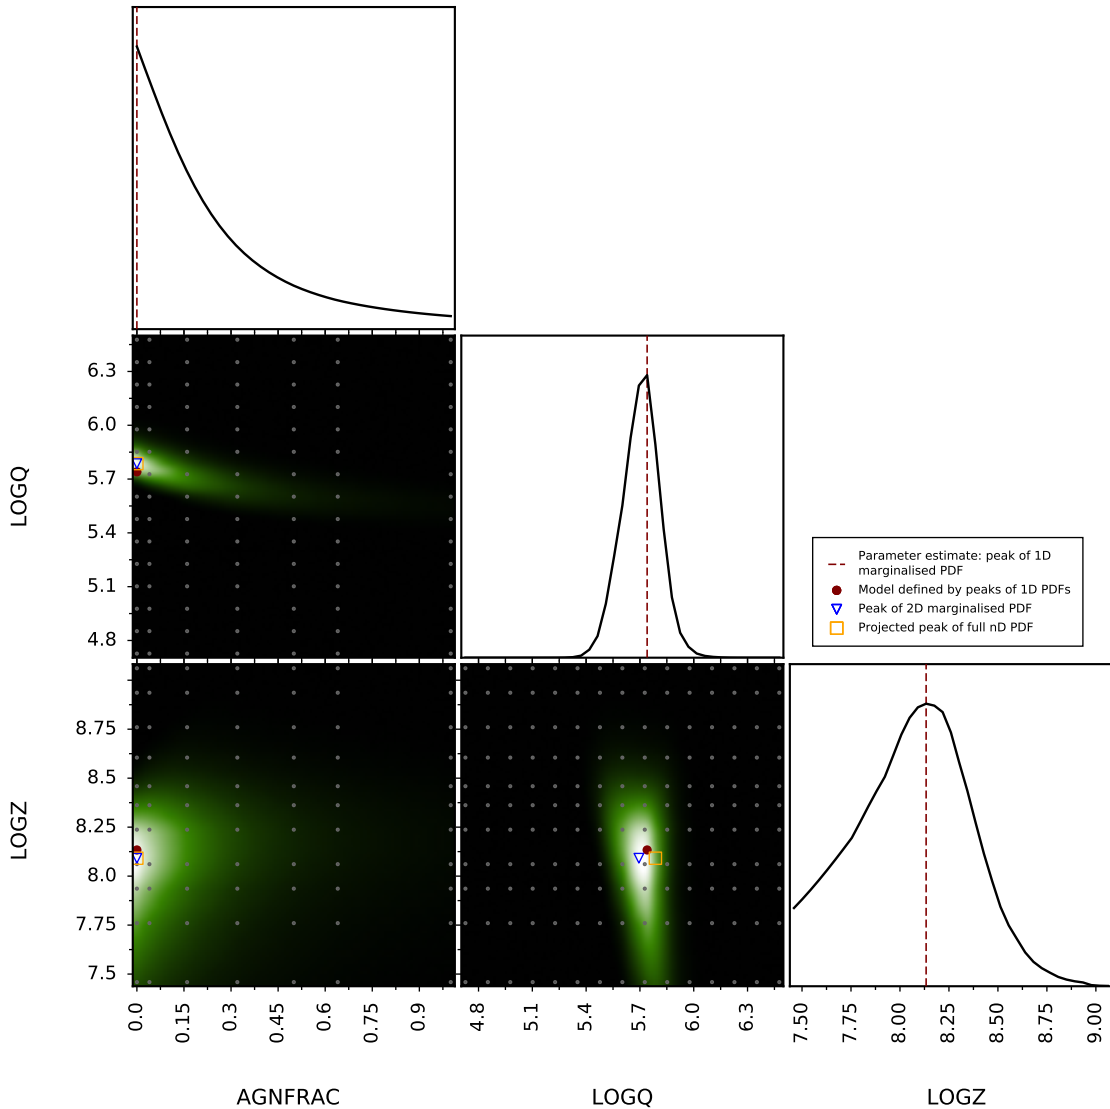 6.3
6.0
5.7
5.4
5.1
4.8
LOGQ
Parameter estimate: peak of 1D
marginalised PDF
Model defined by peaks of 1D PDFs
Peak of 2D marginalised PDF
Projected peak of full nD PDF
8.75
8.5
8.25
8.0
7.75
7.5
LOGZ
0.0 0.15 0.3 0.45 0.6 0.75 0.9
4.8 5.1 5.4 5.7 6.0 6.3
7.50 7.75 8.00 8.25 8.50 8.75 9.00
AGNFRAC LOGQ LOGZ